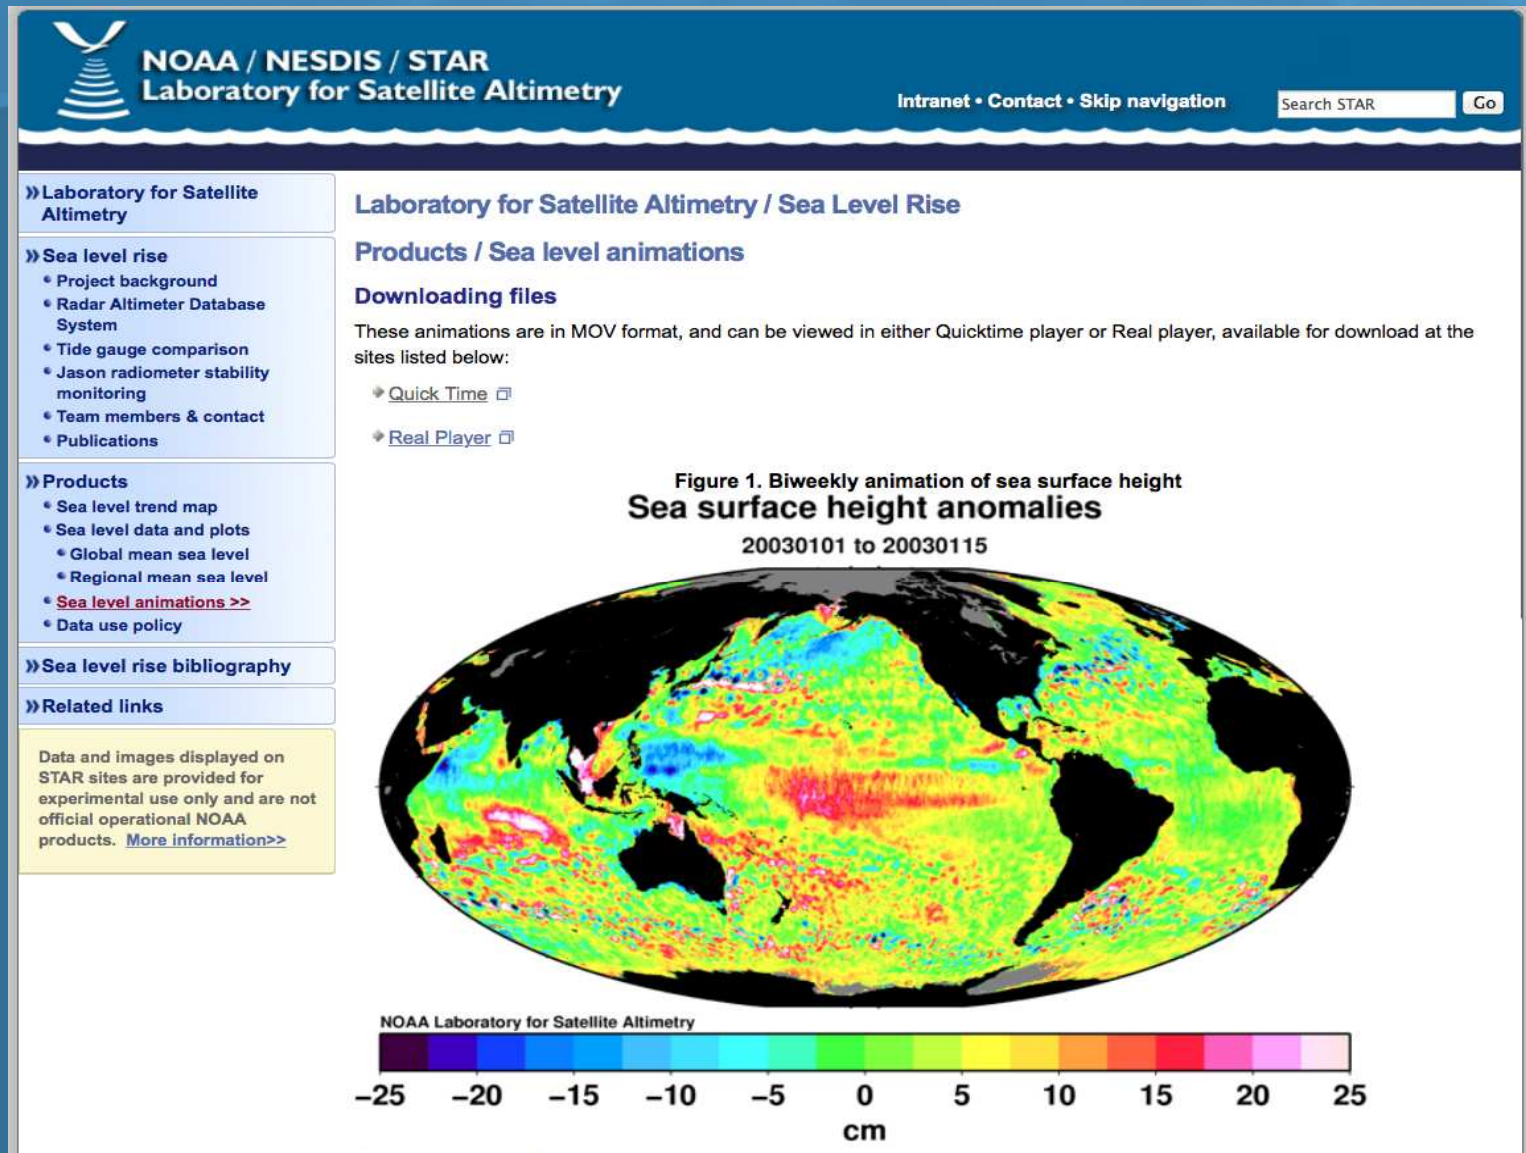 NOAA / NESDIS / STAR
Laboratory for Satellite Altimetry
Intranet • Contact • Skip navigation
Search STAR
Go
»Laboratory for Satellite
Altimetry
»Sea level rise
• Project background
• Radar Altimeter Database
System
• Tide gauge comparison
• Jason radiometer stability
monitoring
• Team members & contact
• Publications
»Products
• Sea level trend map
• Sea level data and plots
• Global mean sea level
• Regional mean sea level
• Sea level animations >>
• Data use policy
»Sea level rise bibliography
»Related links
Data and images displayed on
STAR sites are provided for
experimental use only and are not
official operational NOAA
products. More information>>
Laboratory for Satellite Altimetry / Sea Level Rise
Products / Sea level animations
Downloading files
These animations are in MOV format, and can be viewed in either Quicktime player or Real player, available for download at the
sites listed below:
Quick Time
Real Player
Figure 1. Biweekly animation of sea surface height
Sea surface height anomalies
20030101 to 20030115
NOAA Laboratory for Satellite Altimetry
−25 −20 −15 −10 −5 0 5 10 15 20 25
cm